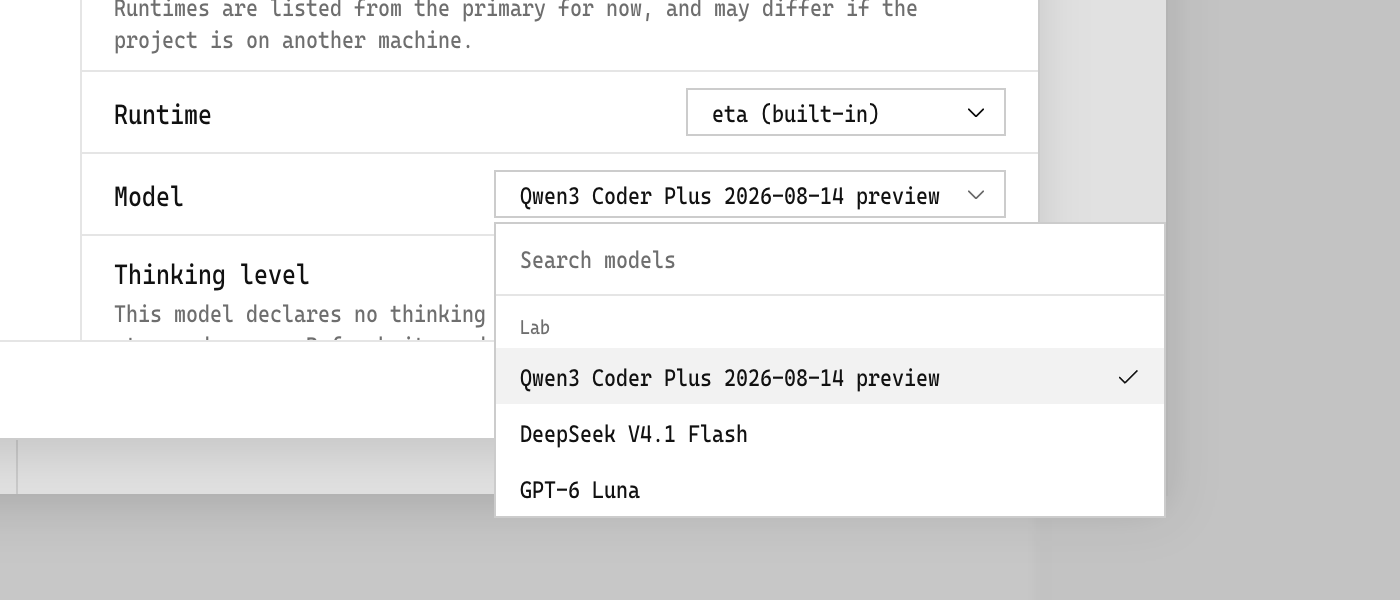 Runtimes are listed from the primary for now, and may differ if the
project is on another machine.
Runtime
eta (built-in)
Model
Qwen3 Coder Plus 2026-08-14 preview
Thinking level
This model declares no thinking
Search models
Lab
Qwen3 Coder Plus 2026-08-14 preview
DeepSeek V4.1 Flash
GPT-6 Luna